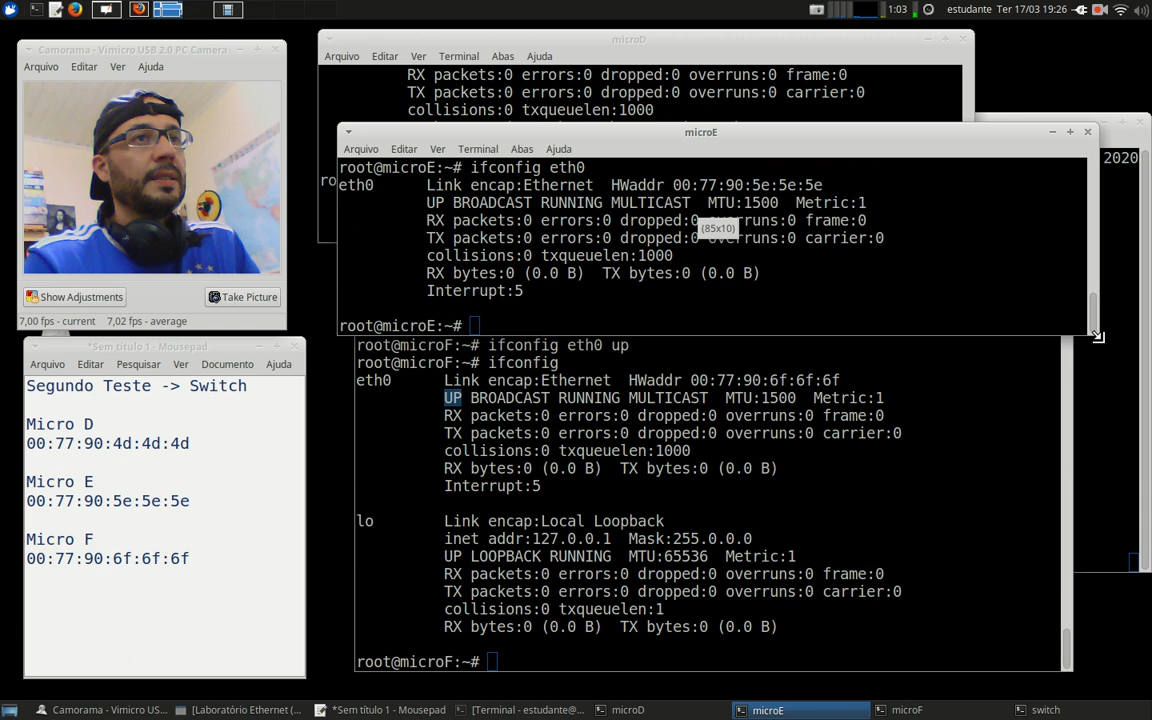 1:03 estudante Ter 17/03 19:26
Camorama - Vimicro USB 2.0 PC Camera
Arquivo Editar Ver Ajuda
Show Adjustments Take Picture
7,00 fps - current 7,02 fps - average
*Sem título 1 - Mousepad
Arquivo Editar Pesquisar Ver Documento Ajuda
Segundo Teste -> Switch
Micro D
00:77:90:4d:4d:4d
Micro E
00:77:90:5e:5e:5e
Micro F
00:77:90:6f:6f:6f
microD
Arquivo Editar Ver Terminal Abas Ajuda
RX packets:0 errors:0 dropped:0 overruns:0 frame:0
TX packets:0 errors:0 dropped:0 overruns:0 carrier:0
collisions:0 txqueuelen:1000
ro
2020
microE
Arquivo Editar Ver Terminal Abas Ajuda
root@microE:~# ifconfig eth0
eth0 Link encap:Ethernet HWaddr 00:77:90:5e:5e:5e
UP BROADCAST RUNNING MULTICAST MTU:1500 Metric:1
RX packets:0 errors:0 dropped:0 overruns:0 frame:0
(85x10)
TX packets:0 errors:0 dropped:0 overruns:0 carrier:0
collisions:0 txqueuelen:1000
RX bytes:0 (0.0 B) TX bytes:0 (0.0 B)
Interrupt:5
root@microE:~#
root@microF:~# ifconfig eth0 up
root@microF:~# ifconfig
eth0 Link encap:Ethernet HWaddr 00:77:90:6f:6f:6f
UP BROADCAST RUNNING MULTICAST MTU:1500 Metric:1
RX packets:0 errors:0 dropped:0 overruns:0 frame:0
TX packets:0 errors:0 dropped:0 overruns:0 carrier:0
collisions:0 txqueuelen:1000
RX bytes:0 (0.0 B) TX bytes:0 (0.0 B)
Interrupt:5
lo Link encap:Local Loopback
inet addr:127.0.0.1 Mask:255.0.0.0
UP LOOPBACK RUNNING MTU:65536 Metric:1
RX packets:0 errors:0 dropped:0 overruns:0 frame:0
TX packets:0 errors:0 dropped:0 overruns:0 carrier:0
collisions:0 txqueuelen:1
RX bytes:0 (0.0 B) TX bytes:0 (0.0 B)
root@microF:~#
Camorama - Vimicro US... [Laboratório Ethernet (... *Sem título 1 - Mousepad [Terminal - estudante@... microD microE microF switch